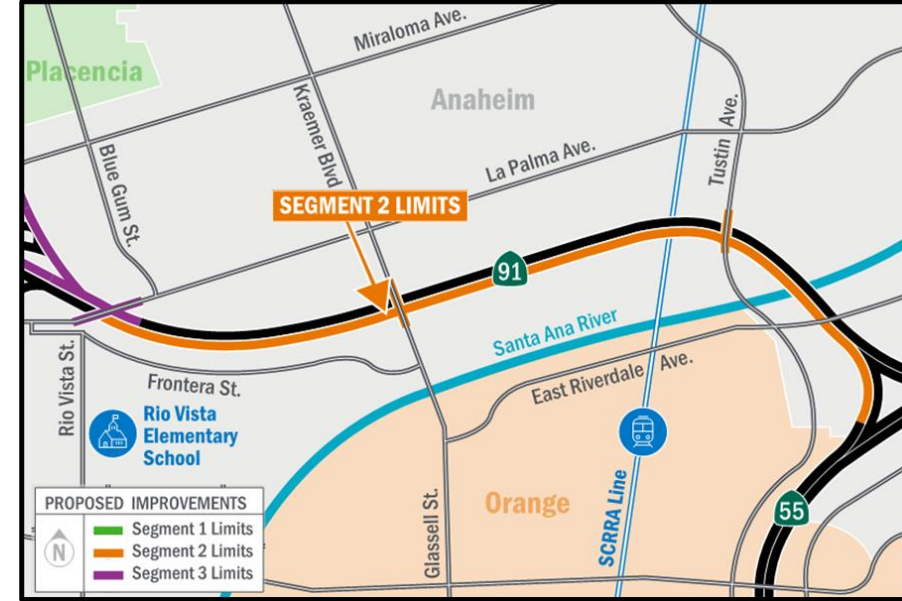 Miraloma Ave.
Placencia
Anaheim
Kraemer Blvd
Tustin Ave.
Blue Gum St.
La Palma Ave.
SEGMENT 2 LIMITS
91
Santa Ana River
East Riverdale Ave.
Rio Vista St.
Frontera St.
Rio Vista
Elementary
School
Orange
Glassell St.
SCRRA Line
55
PROPOSED IMPROVEMENTS
N
Segment 1 Limits
Segment 2 Limits
Segment 3 Limits